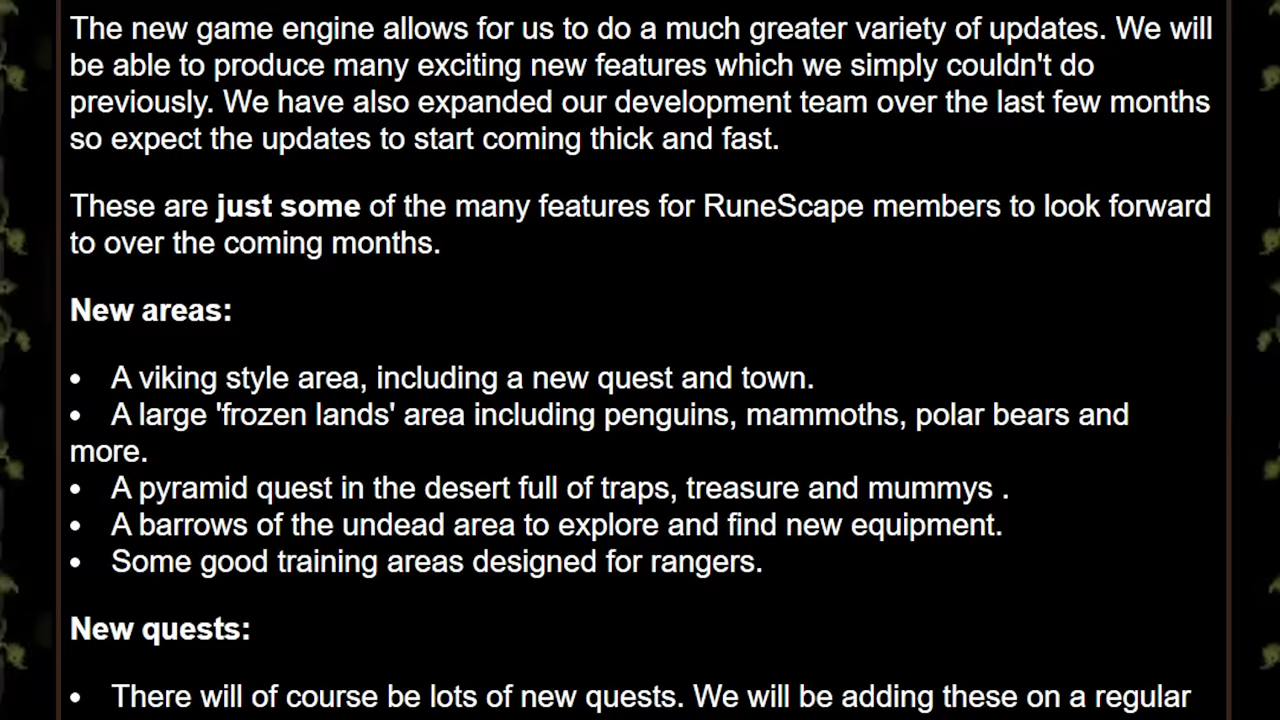 The new game engine allows for us to do a much greater variety of updates. We will
be able to produce many exciting new features which we simply couldn't do
previously. We have also expanded our development team over the last few months
so expect the updates to start coming thick and fast.
These are just some of the many features for RuneScape members to look forward
to over the coming months.
New areas:
• A viking style area, including a new quest and town.
• A large 'frozen lands' area including penguins, mammoths, polar bears and
more.
• A pyramid quest in the desert full of traps, treasure and mummys .
• A barrows of the undead area to explore and find new equipment.
• Some good training areas designed for rangers.
New quests:
• There will of course be lots of new quests. We will be adding these on a regular